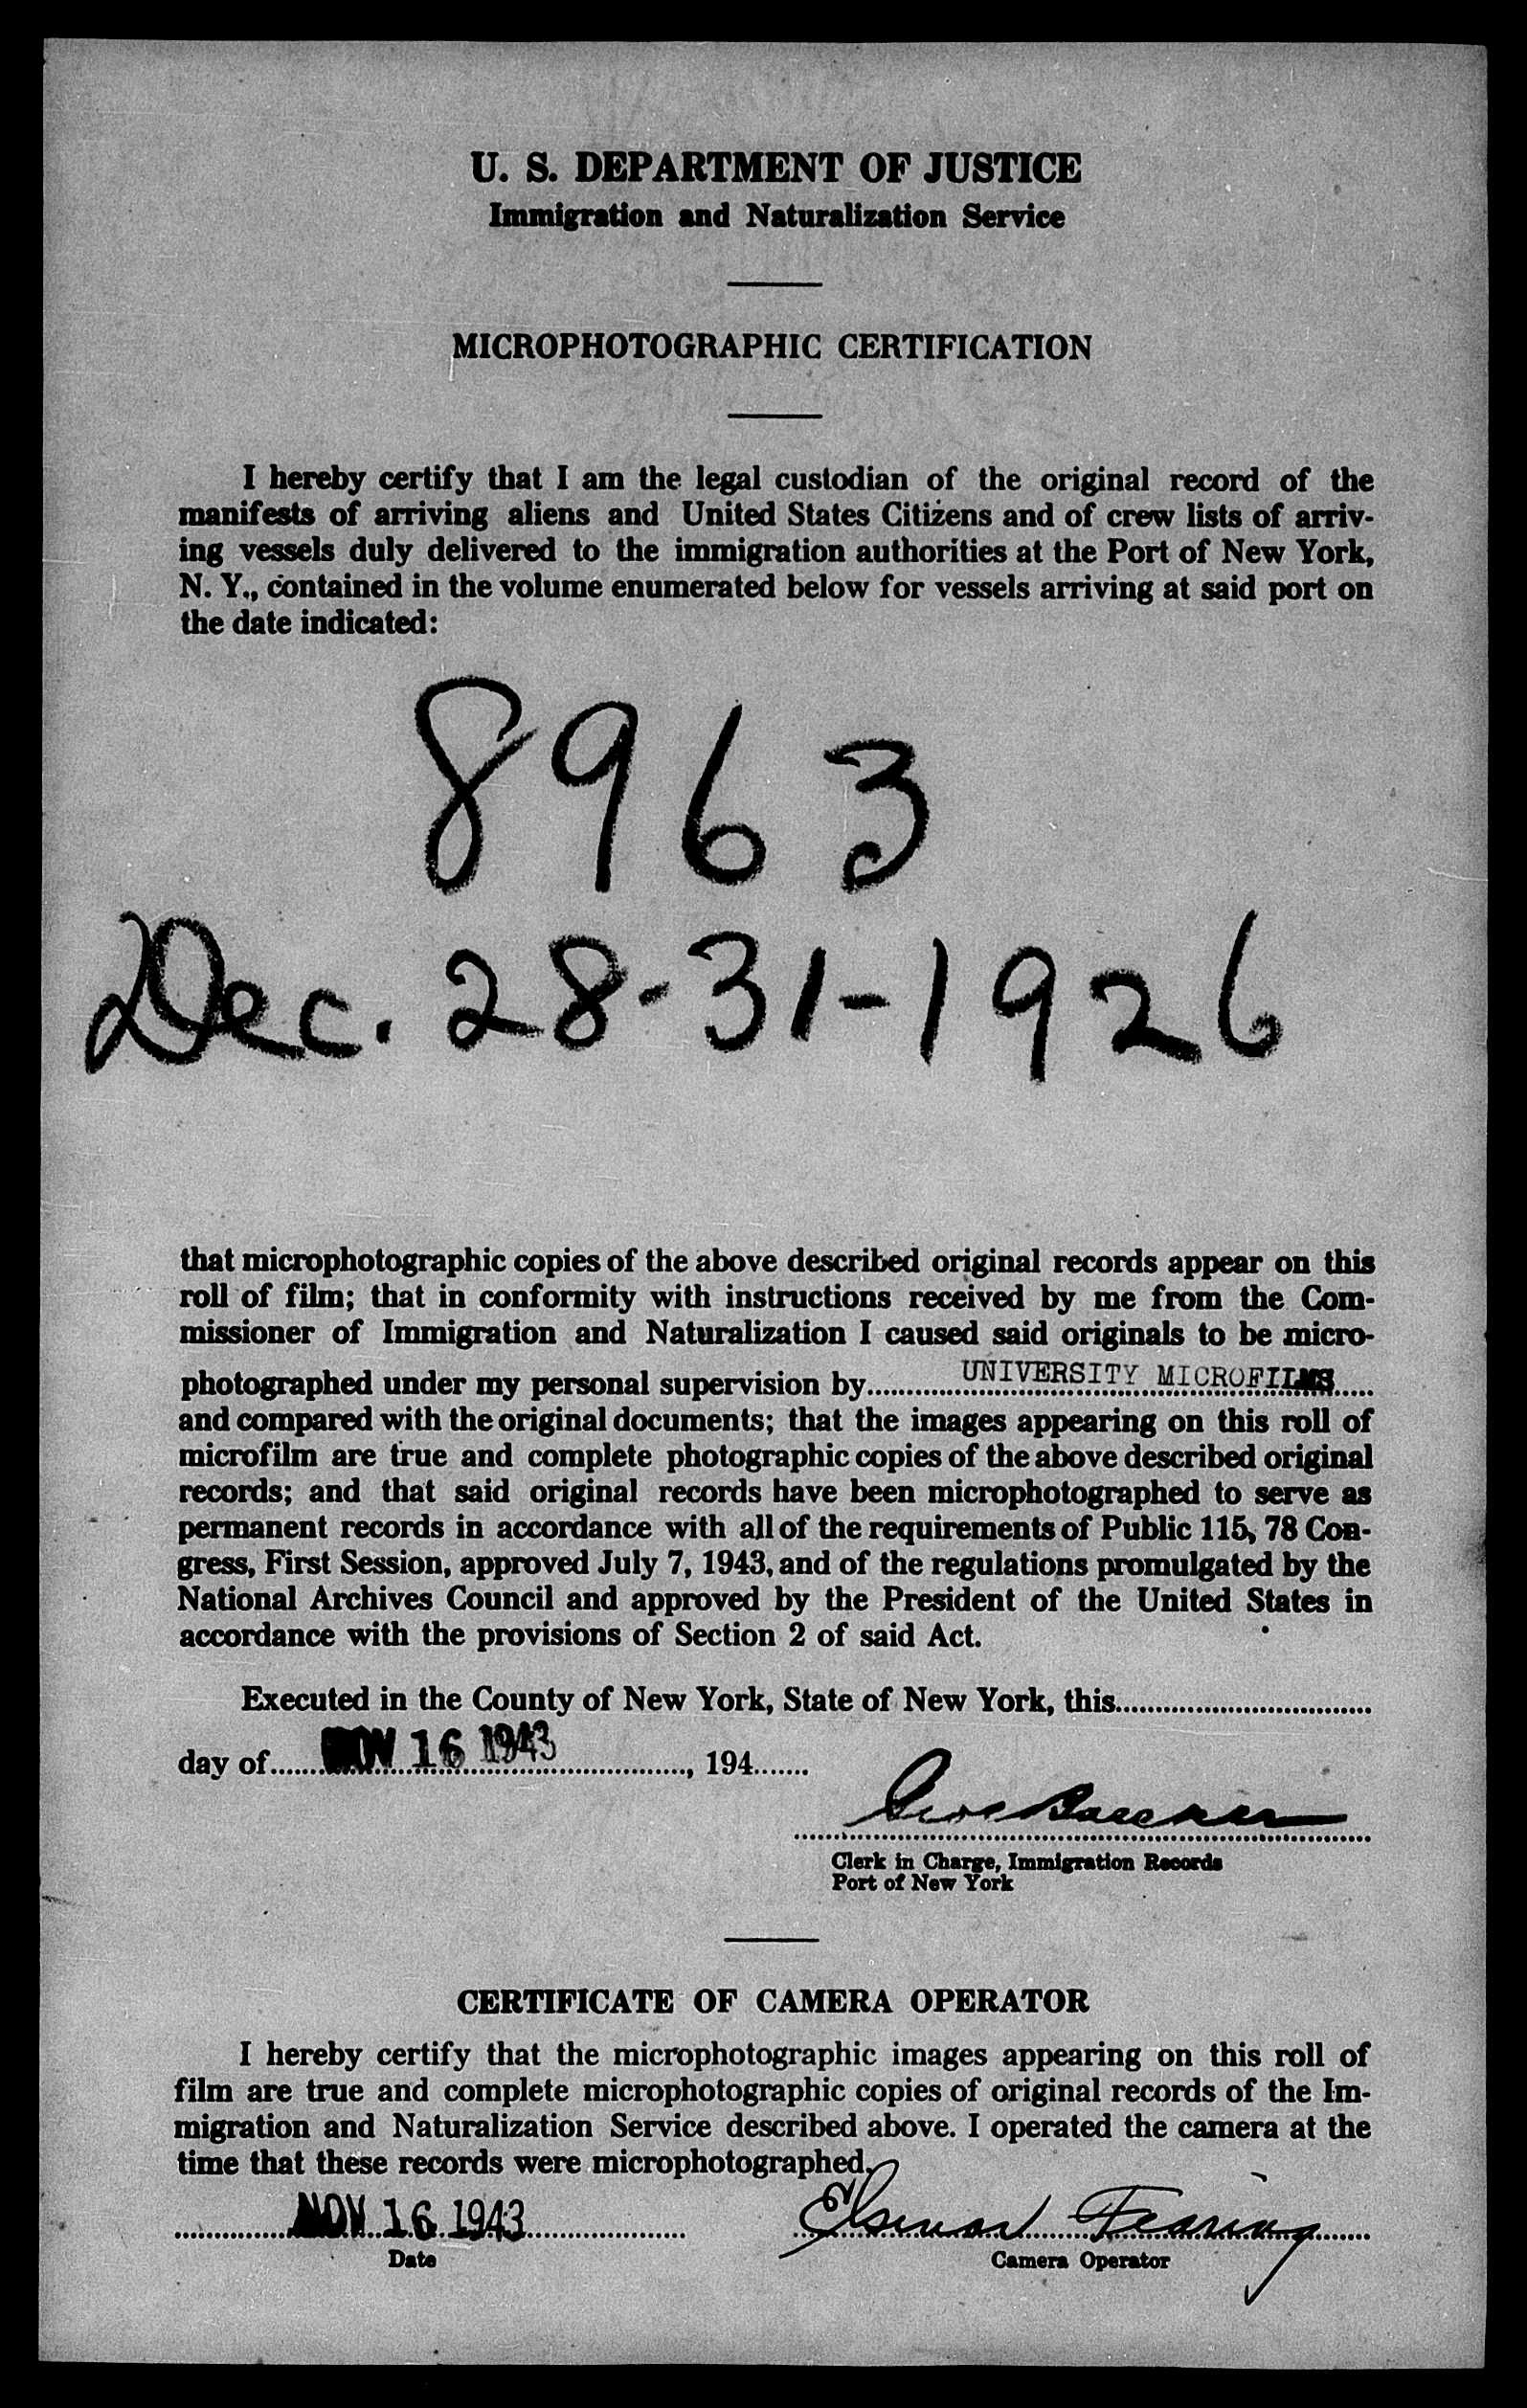 U. S. DEPARTMENT OF JUSTICE
Immigration and Naturalization Service
MICROPHOTOGRAPHIC CERTIFICATION
I hereby certify that I am the legal custodian of the original record of the
manifests of arriving aliens and United States Citizens and of crew lists of arriv-
ing vessels duly delivered to the immigration authorities at the Port of New York,
N. Y., contained in the volume enumerated below for vessels arriving at said port on
the date indicated:
8963
Dec. 28-31-1926
that microphotographic copies of the above described original records appear on this
roll of film; that in conformity with instructions received by me from the Com-
missioner of Immigration and Naturalization I caused said originals to be micro-
photographed under my personal supervision by UNIVERSITY MICROFILMS
and compared with the original documents; that the images appearing on this roll of
microfilm are true and complete photographic copies of the above described original
records; and that said original records have been microphotographed to serve as
permanent records in accordance with all of the requirements of Public 115, 78 Con-
gress, First Session, approved July 7, 1943, and of the regulations promulgated by the
National Archives Council and approved by the President of the United States in
accordance with the provisions of Section 2 of said Act.
Executed in the County of New York, State of New York, this
day of NOV 16 1943, 194
Clerk in Charge, Immigration Records
Port of New York
CERTIFICATE OF CAMERA OPERATOR
I hereby certify that the microphotographic images appearing on this roll of
film are true and complete microphotographic copies of original records of the Im-
migration and Naturalization Service described above. I operated the camera at the
time that these records were microphotographed.
NOV 16 1943 Fearing
Date Camera Operator